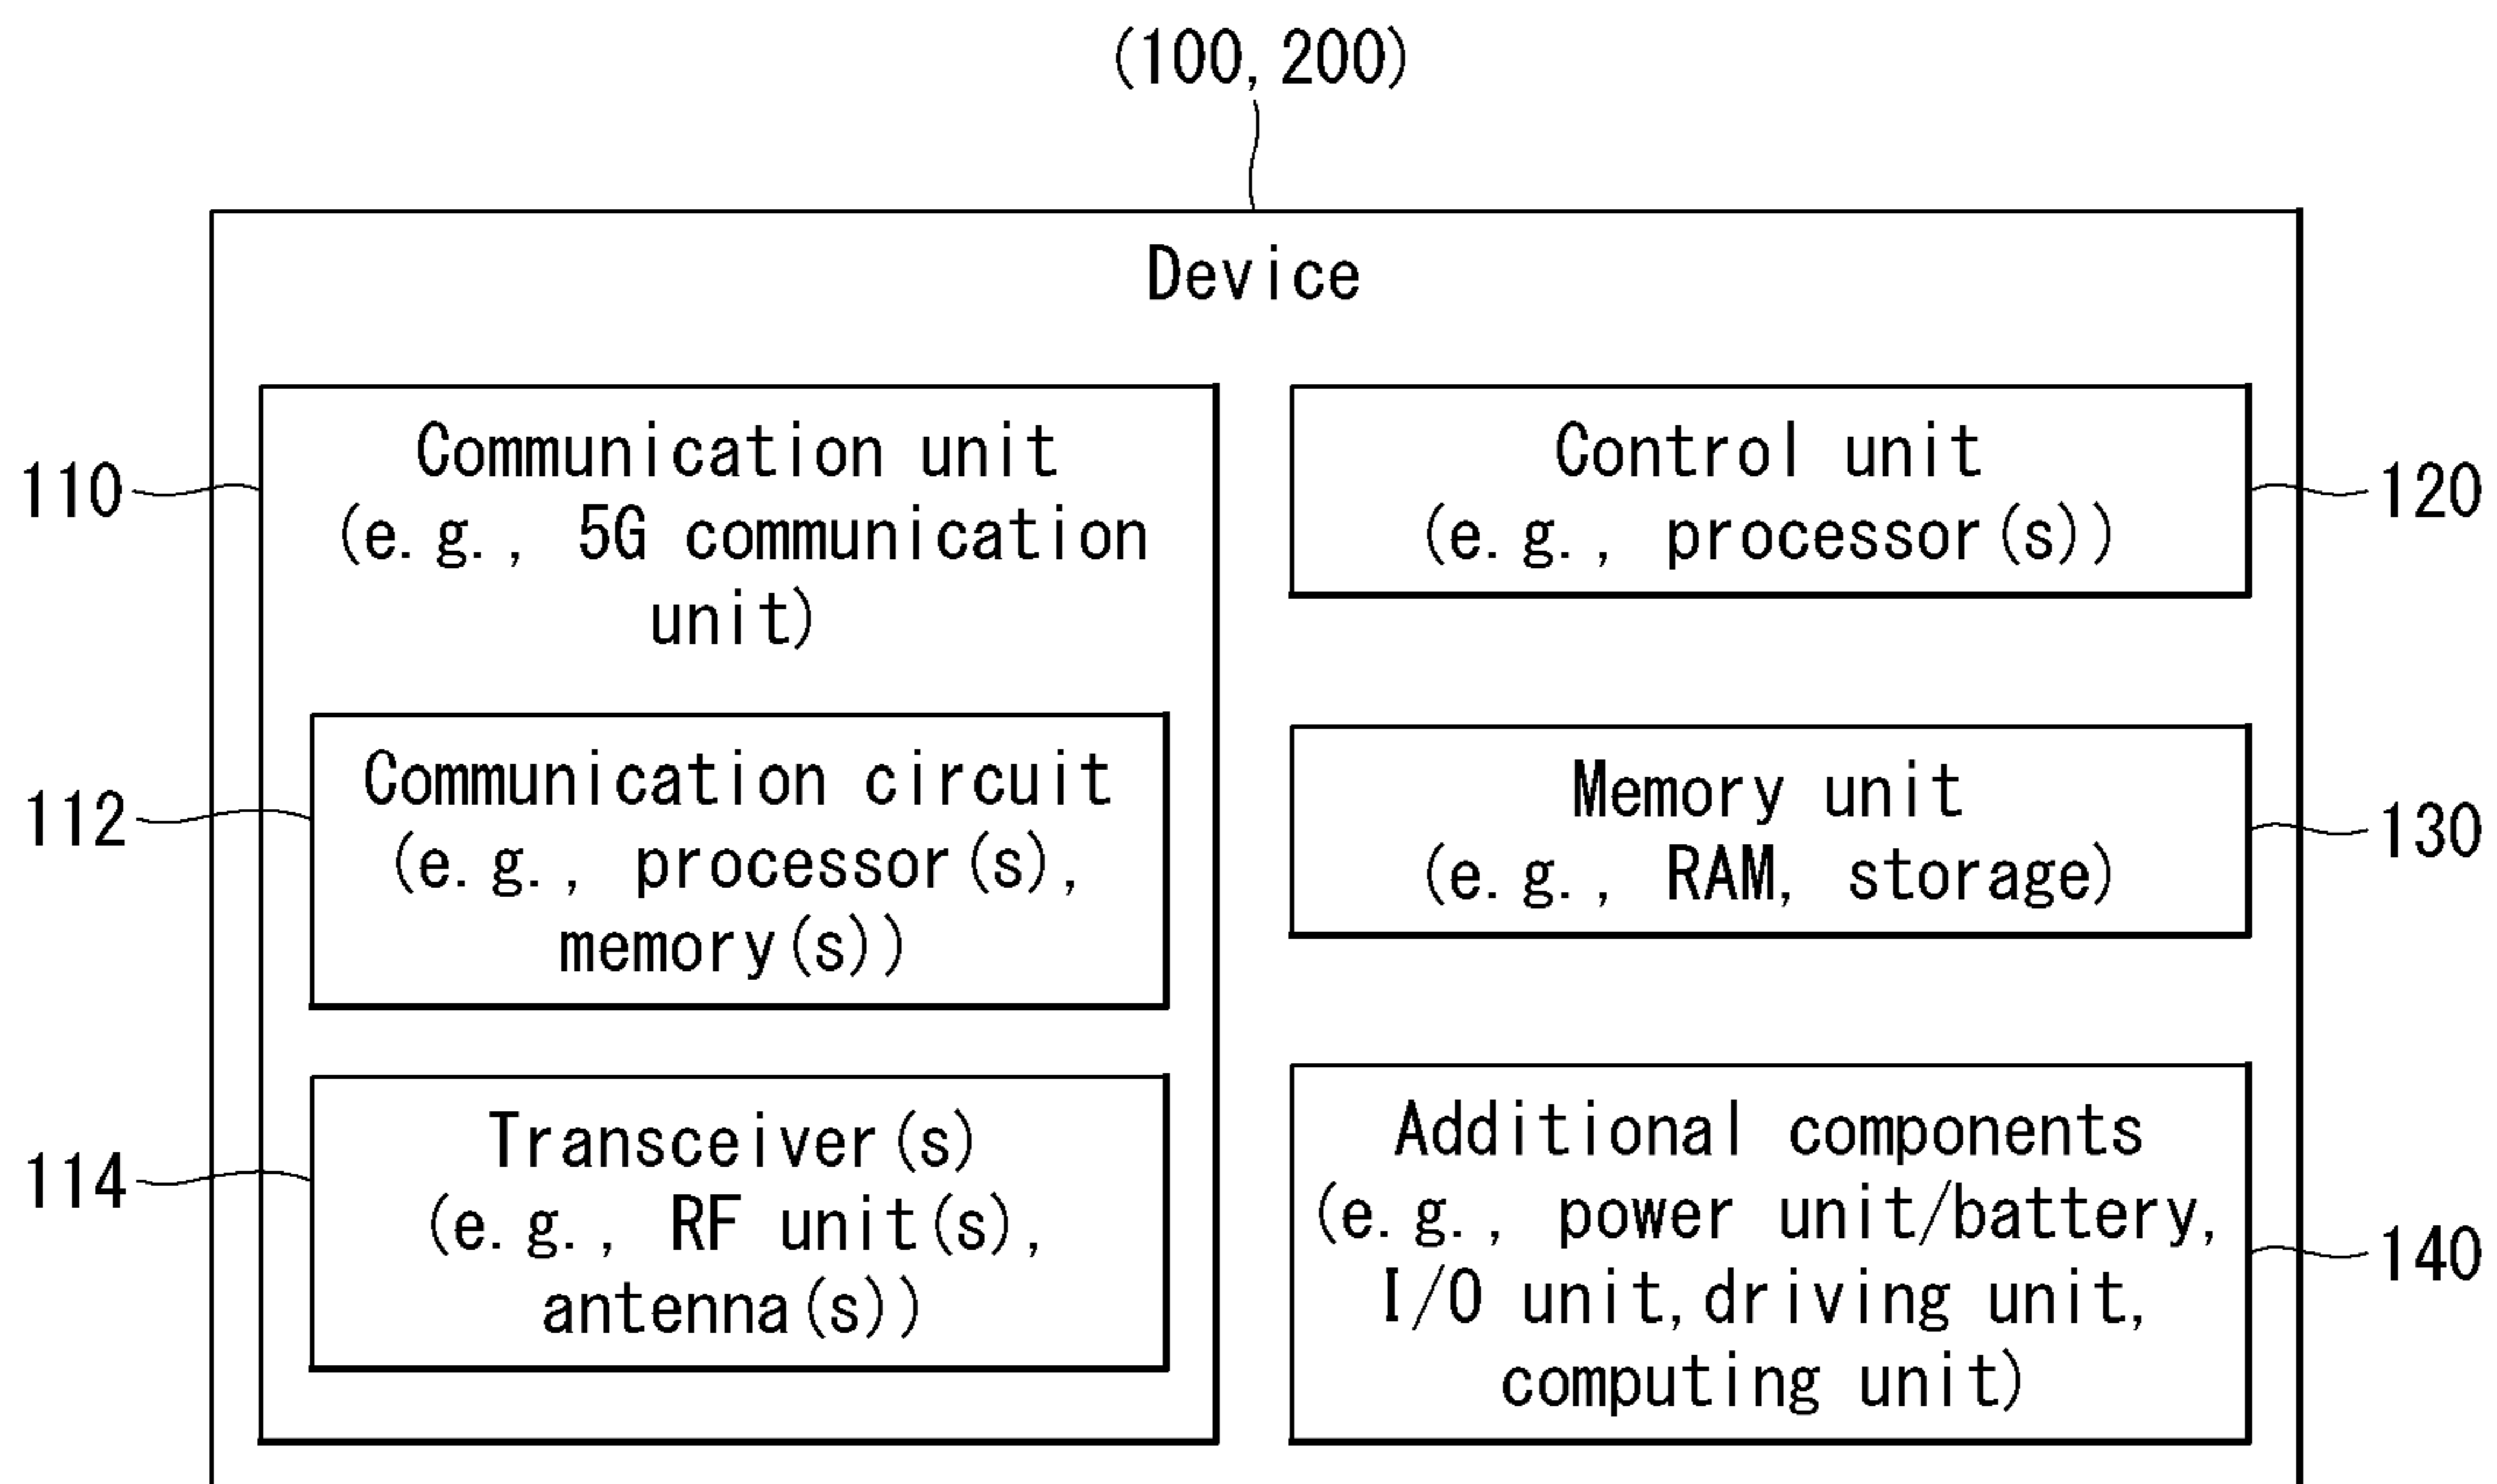 (100, 200)
Device
110
Communication unit
(e.g., 5G communication
unit)
112
Communication circuit
(e.g., processor(s),
memory(s))
114
Transceiver(s)
(e.g., RF unit(s),
antenna(s))
Control unit
(e.g., processor(s))
120
Memory unit
(e.g., RAM, storage)
130
Additional components
(e.g., power unit/battery,
I/O unit, driving unit,
computing unit)
140